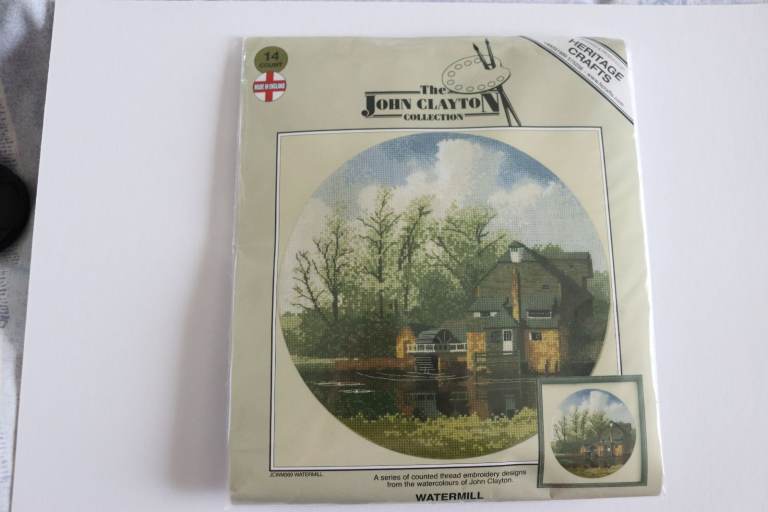 14
COUNT
MADE IN ENGLAND
HERITAGE
CRAFTS
The
JOHN CLAYTON
COLLECTION
JCWM569 WATERMILL
A series of counted thread embroidery designs
from the watercolours of John Clayton.
WATERMILL